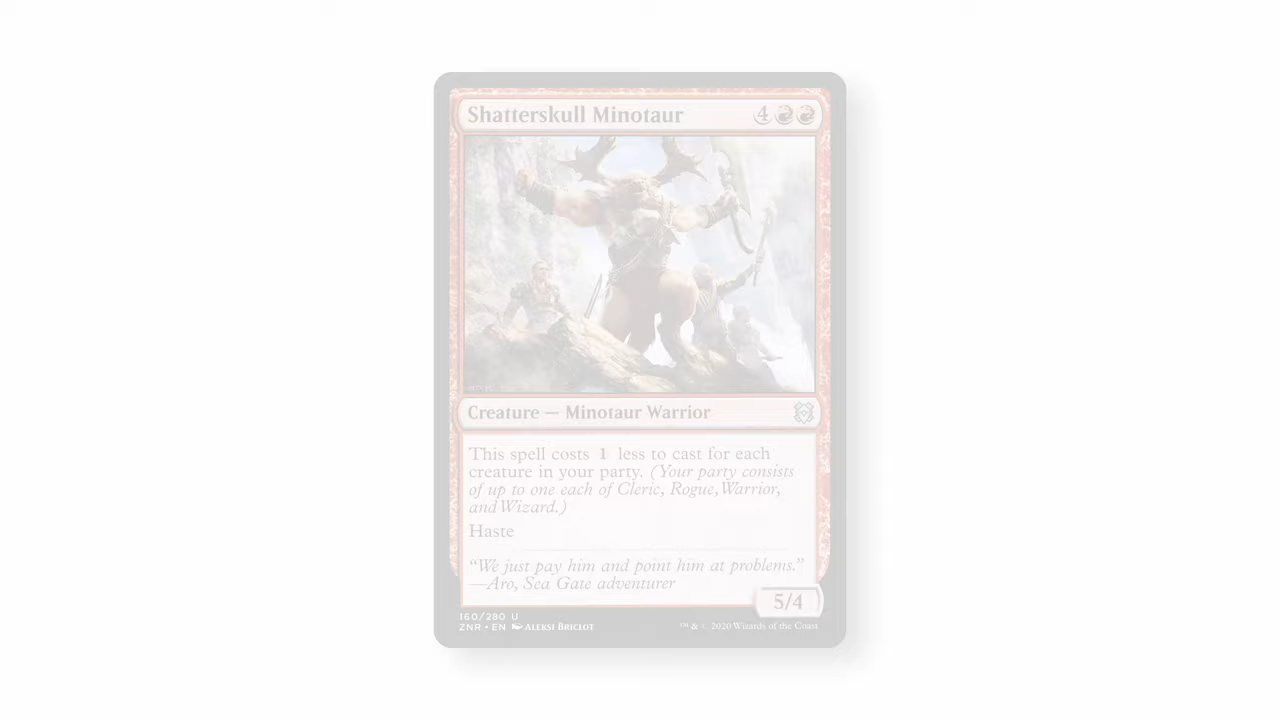 Shatterskull Minotaur 4
Creature — Minotaur Warrior
This spell costs 1 less to cast for each
creature in your party. (Your party consists
of up to one each of Cleric, Rogue, Warrior,
and Wizard.)
Haste
“We just pay him and point him at problems.”
—Aro, Sea Gate adventurer
5/4
160/280 U
ZNR • EN ALEKSI BRICLOT
™ & © 2020 Wizards of the Coast